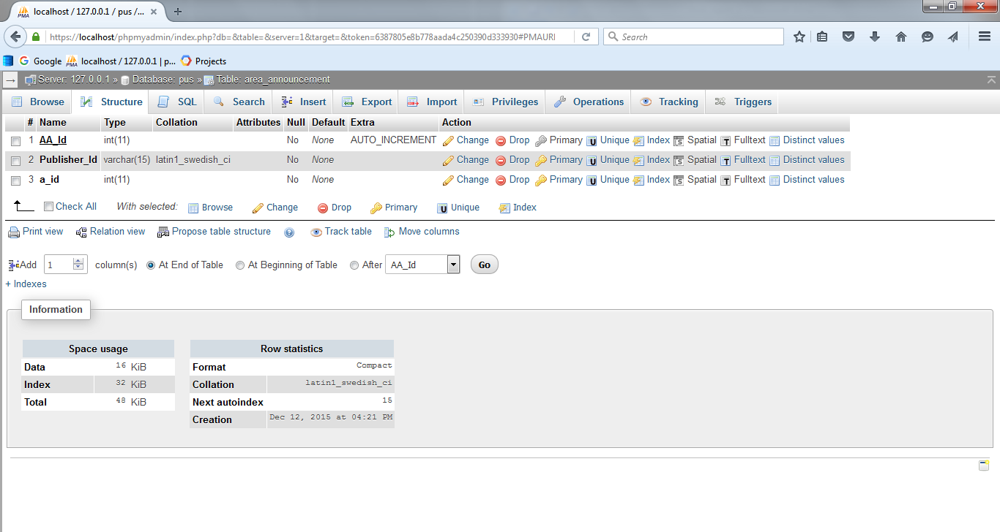 localhost / 127.0.0.1 / pus /...
https://localhost/phpmyadmin/index.php?db=&table=&server=1&target=&token=6387805e8b778aada4c250390d333930#PMAURI
Search
Google localhost / 127.0.0.1 | p... Projects
Server: 127.0.0.1 » Database: pus » Table: area_announcement
Browse Structure SQL Search Insert Export Import Privileges Operations Tracking Triggers
# Name Type Collation Attributes Null Default Extra Action
1 AA_Id int(11) No None AUTO_INCREMENT Change Drop Primary Unique Index Spatial Fulltext Distinct values
2 Publisher_Id varchar(15) latin1_swedish_ci No None Change Drop Primary Unique Index Spatial Fulltext Distinct values
3 a_id int(11) No None Change Drop Primary Unique Index Spatial Fulltext Distinct values
Check All With selected: Browse Change Drop Primary Unique Index
Print view Relation view Propose table structure Track table Move columns
Add 1 column(s) At End of Table At Beginning of Table After AA_Id Go
+ Indexes
Information
Space usage
Data 16 KiB
Index 32 KiB
Total 48 KiB
Row statistics
Format Compact
Collation latin1_swedish_ci
Next autoindex 15
Creation Dec 12, 2015 at 04:21 PM